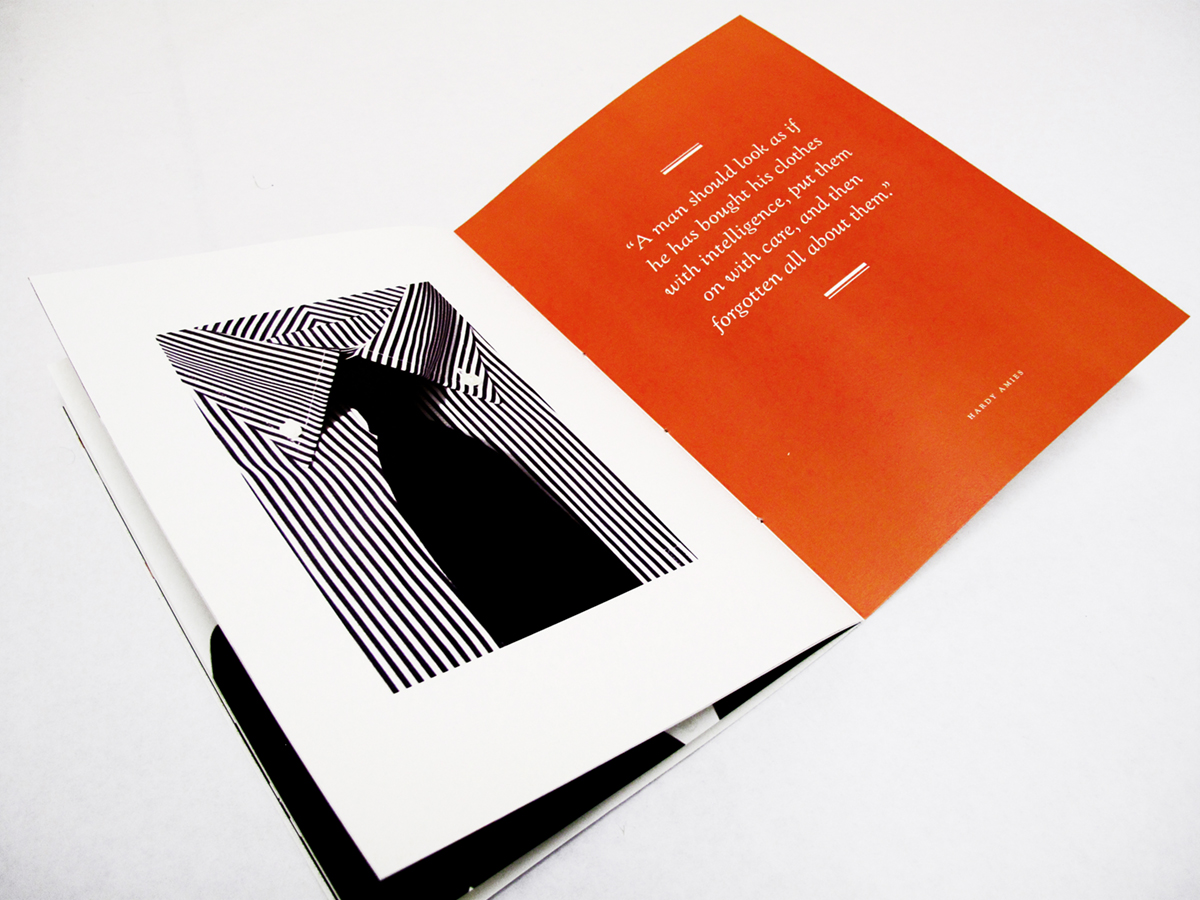 “A man should look as if
he has bought his clothes
with intelligence, put them
on with care, and then
forgotten all about them.”
HARDY AMIES